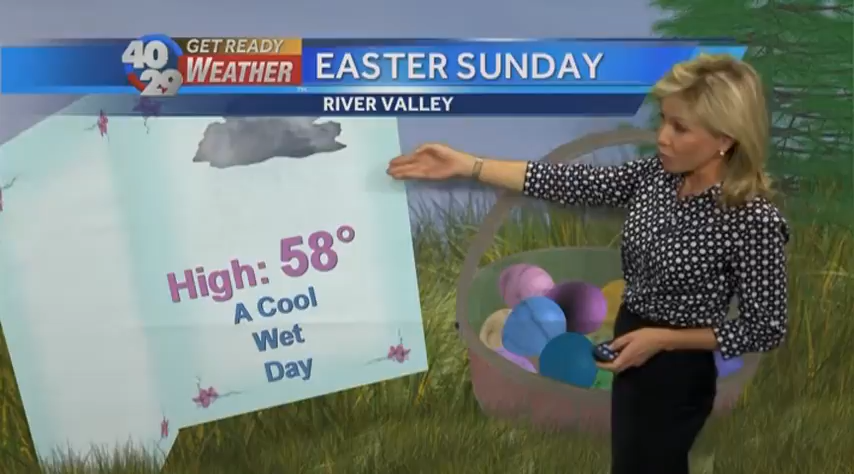 40
29
GET READY
WEATHER
EASTER SUNDAY
RIVER VALLEY
High: 58°
A Cool
Wet
Day